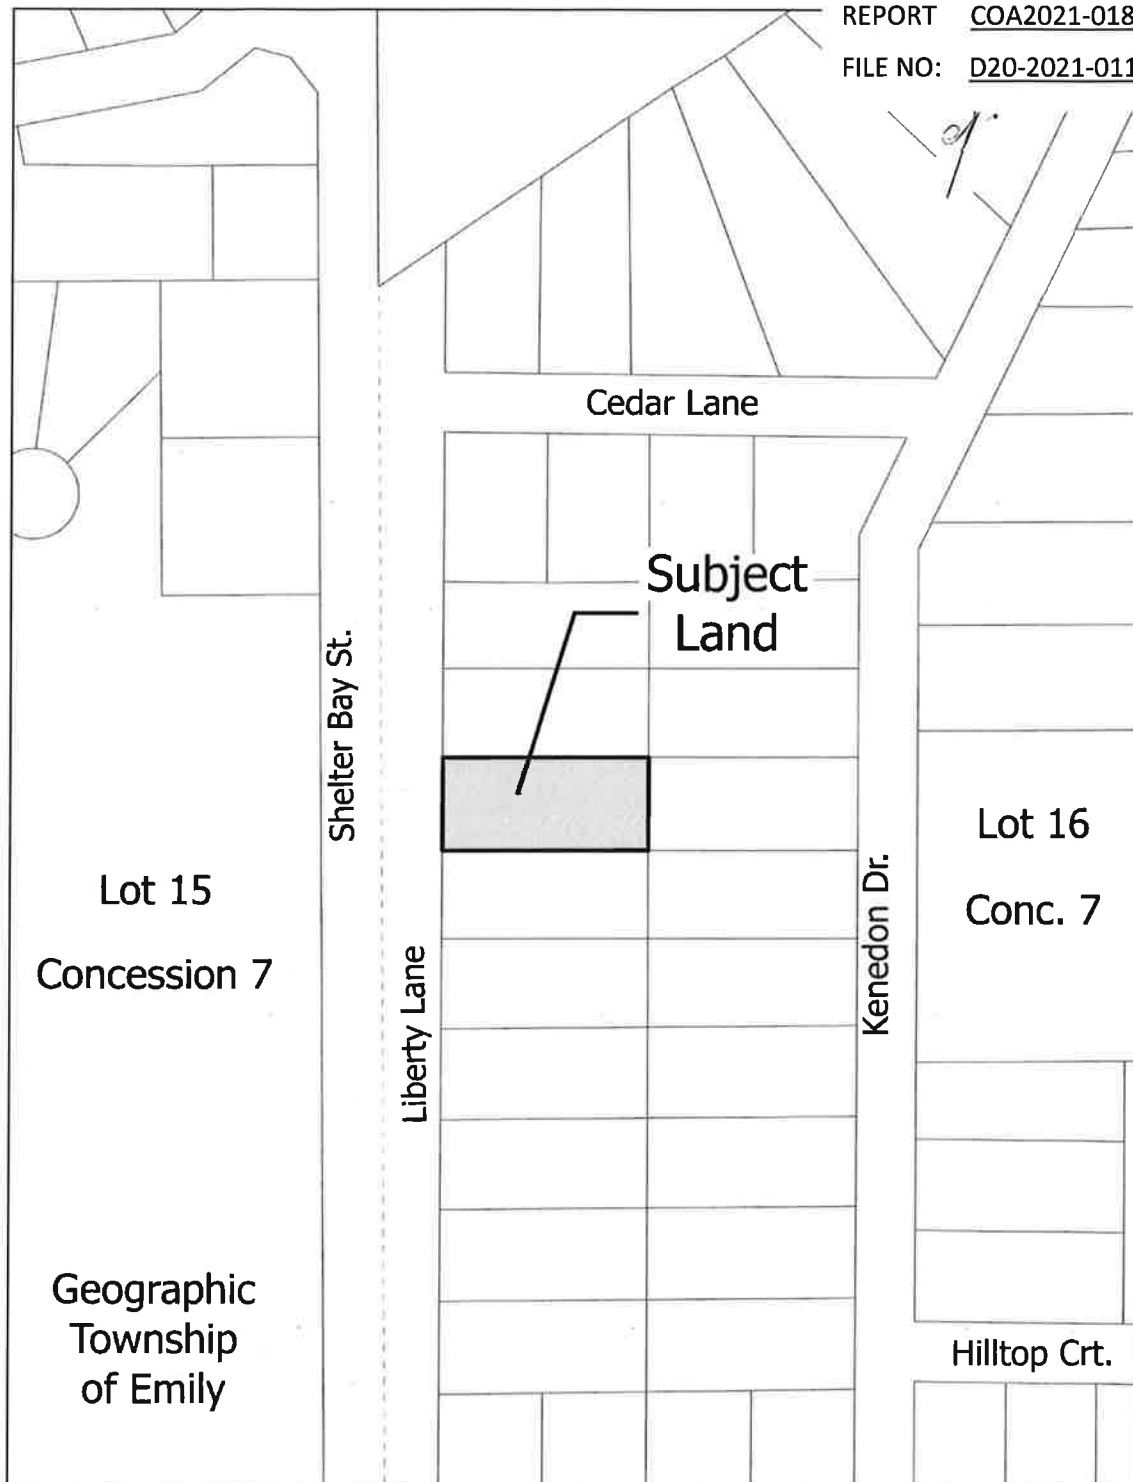 REPORT COA2021-018
FILE NO: D20-2021-011
Cedar Lane
Subject
Land
Shelter Bay St.
Lot 15
Concession 7
Liberty Lane
Kenedon Dr.
Lot 16
Conc. 7
Geographic
Township
of Emily
Hilltop Crt.